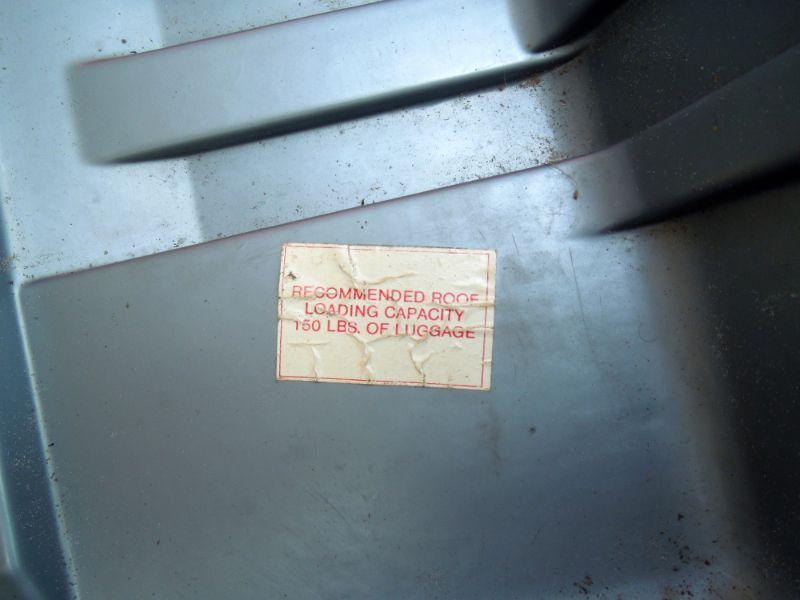 RECOMMENDED ROOF
LOADING CAPACITY
150 LBS. OF LUGGAGE